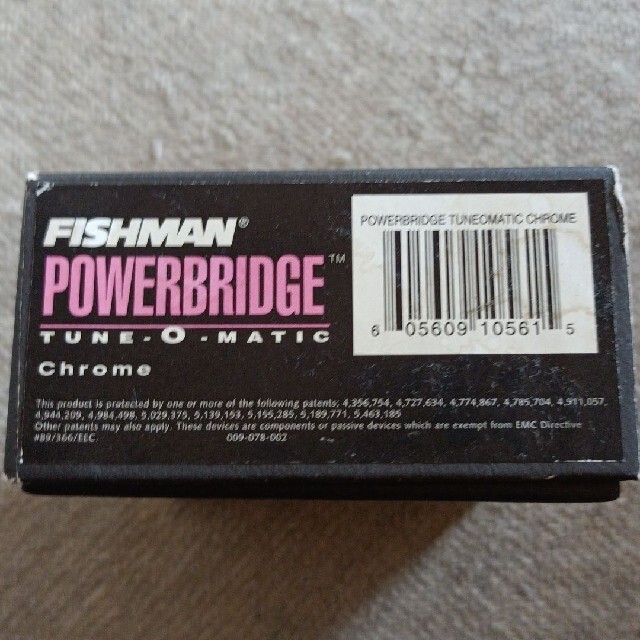 FISHMAN®
POWERBRIDGE™
TUNE-O-MATIC
Chrome
POWERBRIDGE TUNEOMATIC CHROME
6 05609 10561 5
This product is protected by one or more of the following patents; 4,356,754, 4,727,634, 4,774,867, 4,785,704, 4,911,057,
4,944,209, 4,984,498, 5,029,375, 5,139,153, 5,155,285, 5,189,771, 5,463,185
Other patents may also apply. These devices are components or passive devices which are exempt from EMC Directive
#89/366/EEC 009-078-002